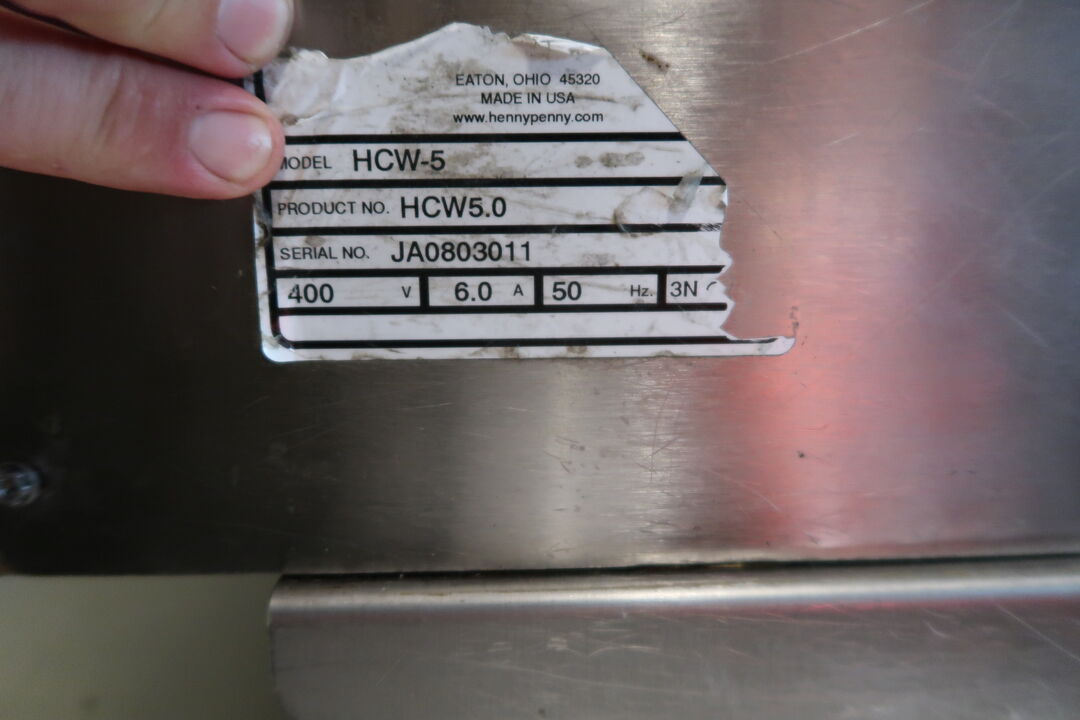 EATON, OHIO 45320
MADE IN USA
www.hennypenny.com
MODEL HCW-5
PRODUCT NO. HCW5.0
SERIAL NO. JA0803011
400 V 6.0 A 50 Hz. 3N